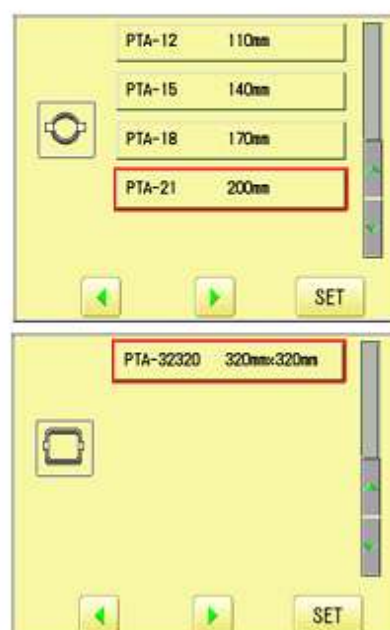 PTA-12 110mm
PTA-15 140mm
PTA-18 170mm
PTA-21 200mm
SET
PTA-32320 320mm×320mm
SET